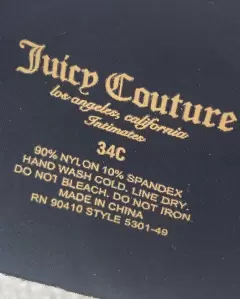 Juicy Couture
los angeles, california
Intimates
34C
90% NYLON 10% SPANDEX
HAND WASH COLD. LINE DRY.
DO NOT BLEACH. DO NOT IRON.
MADE IN CHINA
RN 90410 STYLE 5301-49